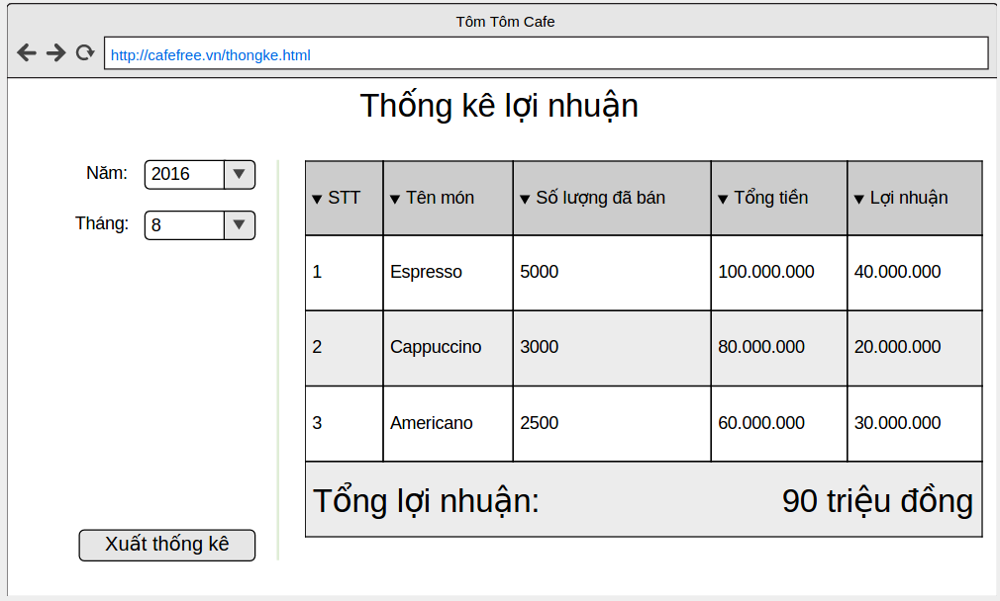 Tôm Tôm Cafe
http://cafefree.vn/thongke.html
Thống kê lợi nhuận
Năm: 2016
Tháng: 8
Xuất thống kê
STT Tên món Số lượng đã bán Tổng tiền Lợi nhuận
1 Espresso 5000 100.000.000 40.000.000
2 Cappuccino 3000 80.000.000 20.000.000
3 Americano 2500 60.000.000 30.000.000
Tổng lợi nhuận: 90 triệu đồng